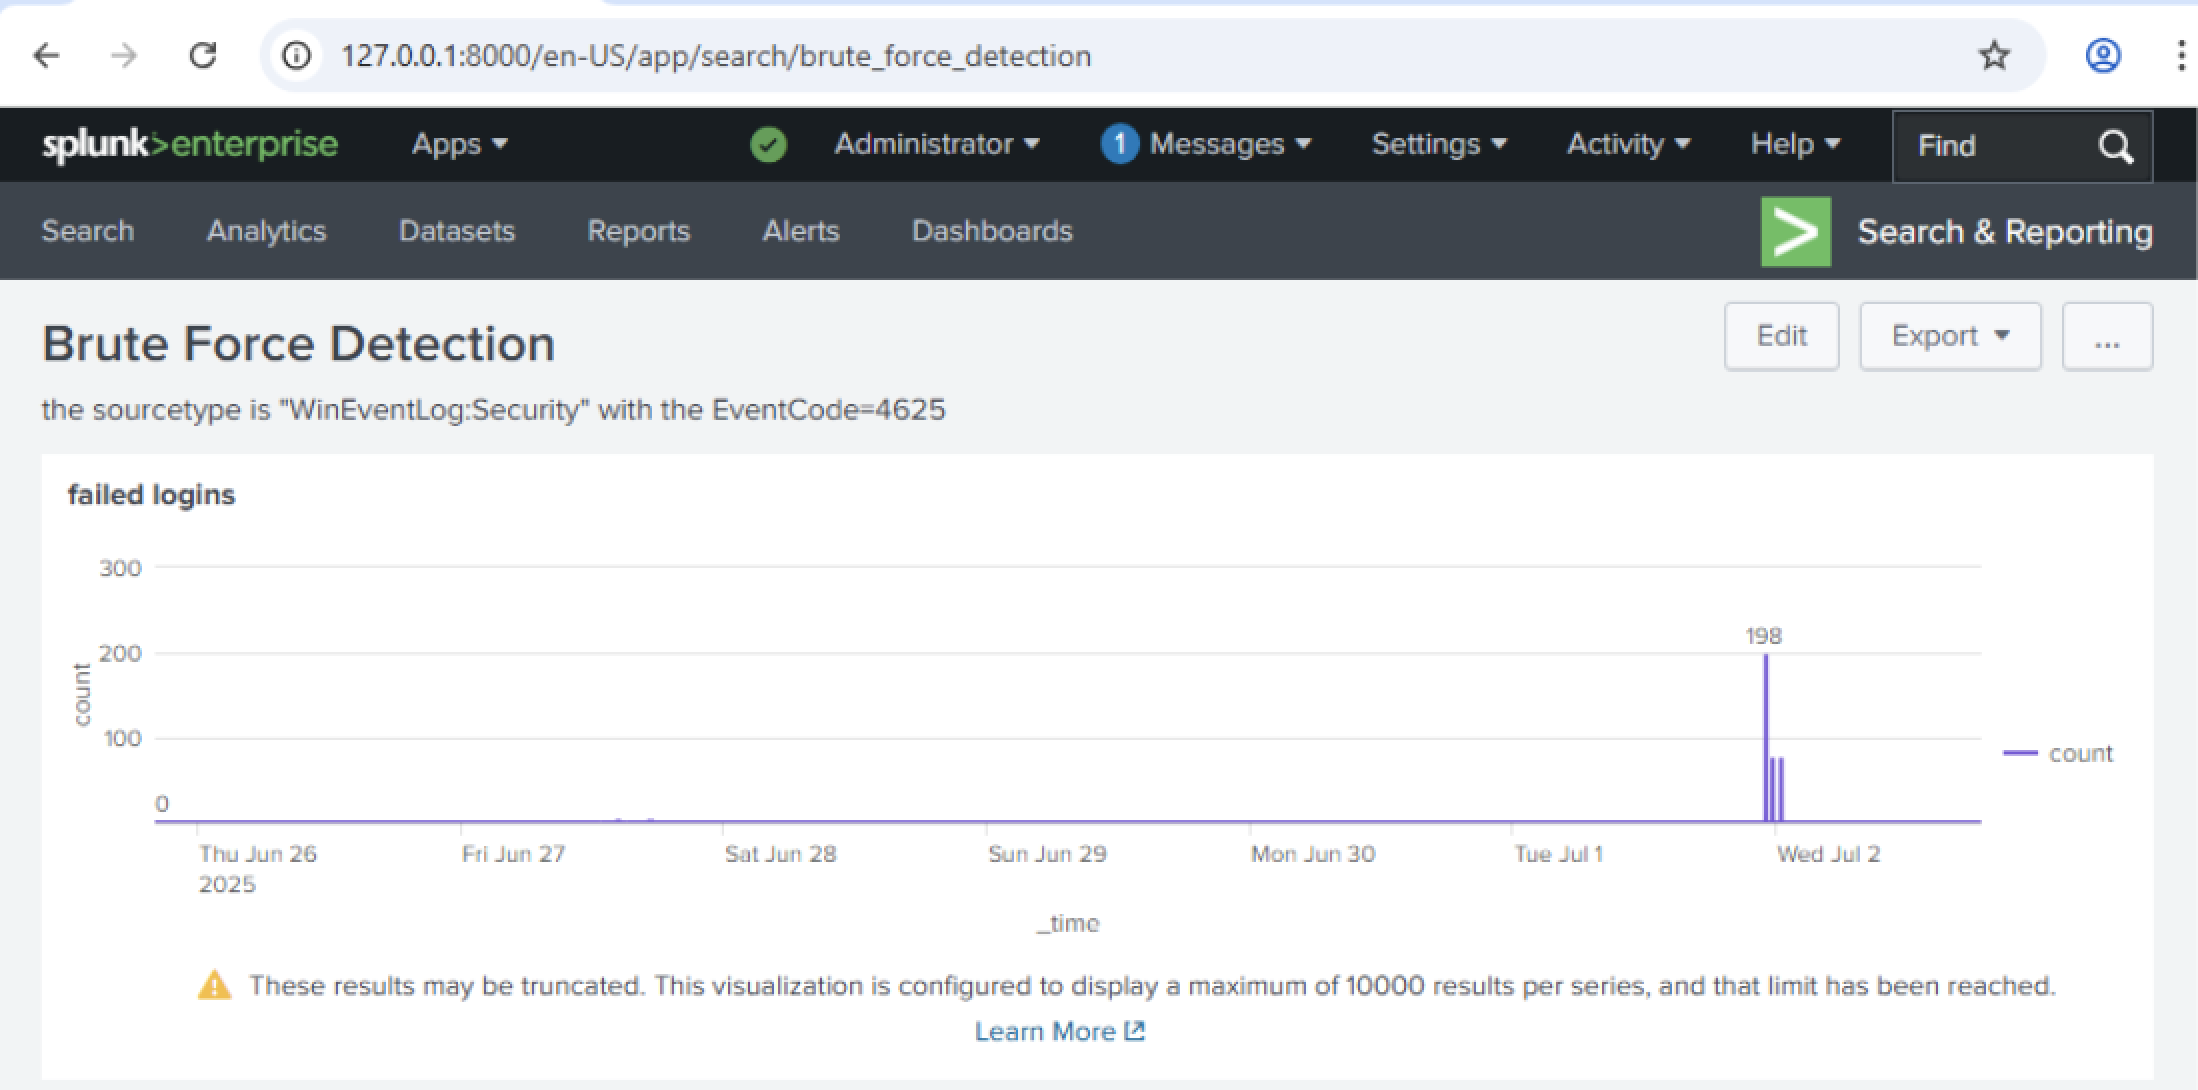 127.0.0.1:8000/en-US/app/search/brute_force_detection
splunk>enterprise Apps Administrator 1 Messages Settings Activity Help Find
Search Analytics Datasets Reports Alerts Dashboards Search & Reporting
Brute Force Detection Edit Export ...
the sourcetype is "WinEventLog:Security" with the EventCode=4625
failed logins
300
198
200
count
100
count
0
Thu Jun 26 Fri Jun 27 Sat Jun 28 Sun Jun 29 Mon Jun 30 Tue Jul 1 Wed Jul 2
2025
_time
These results may be truncated. This visualization is configured to display a maximum of 10000 results per series, and that limit has been reached.
Learn More